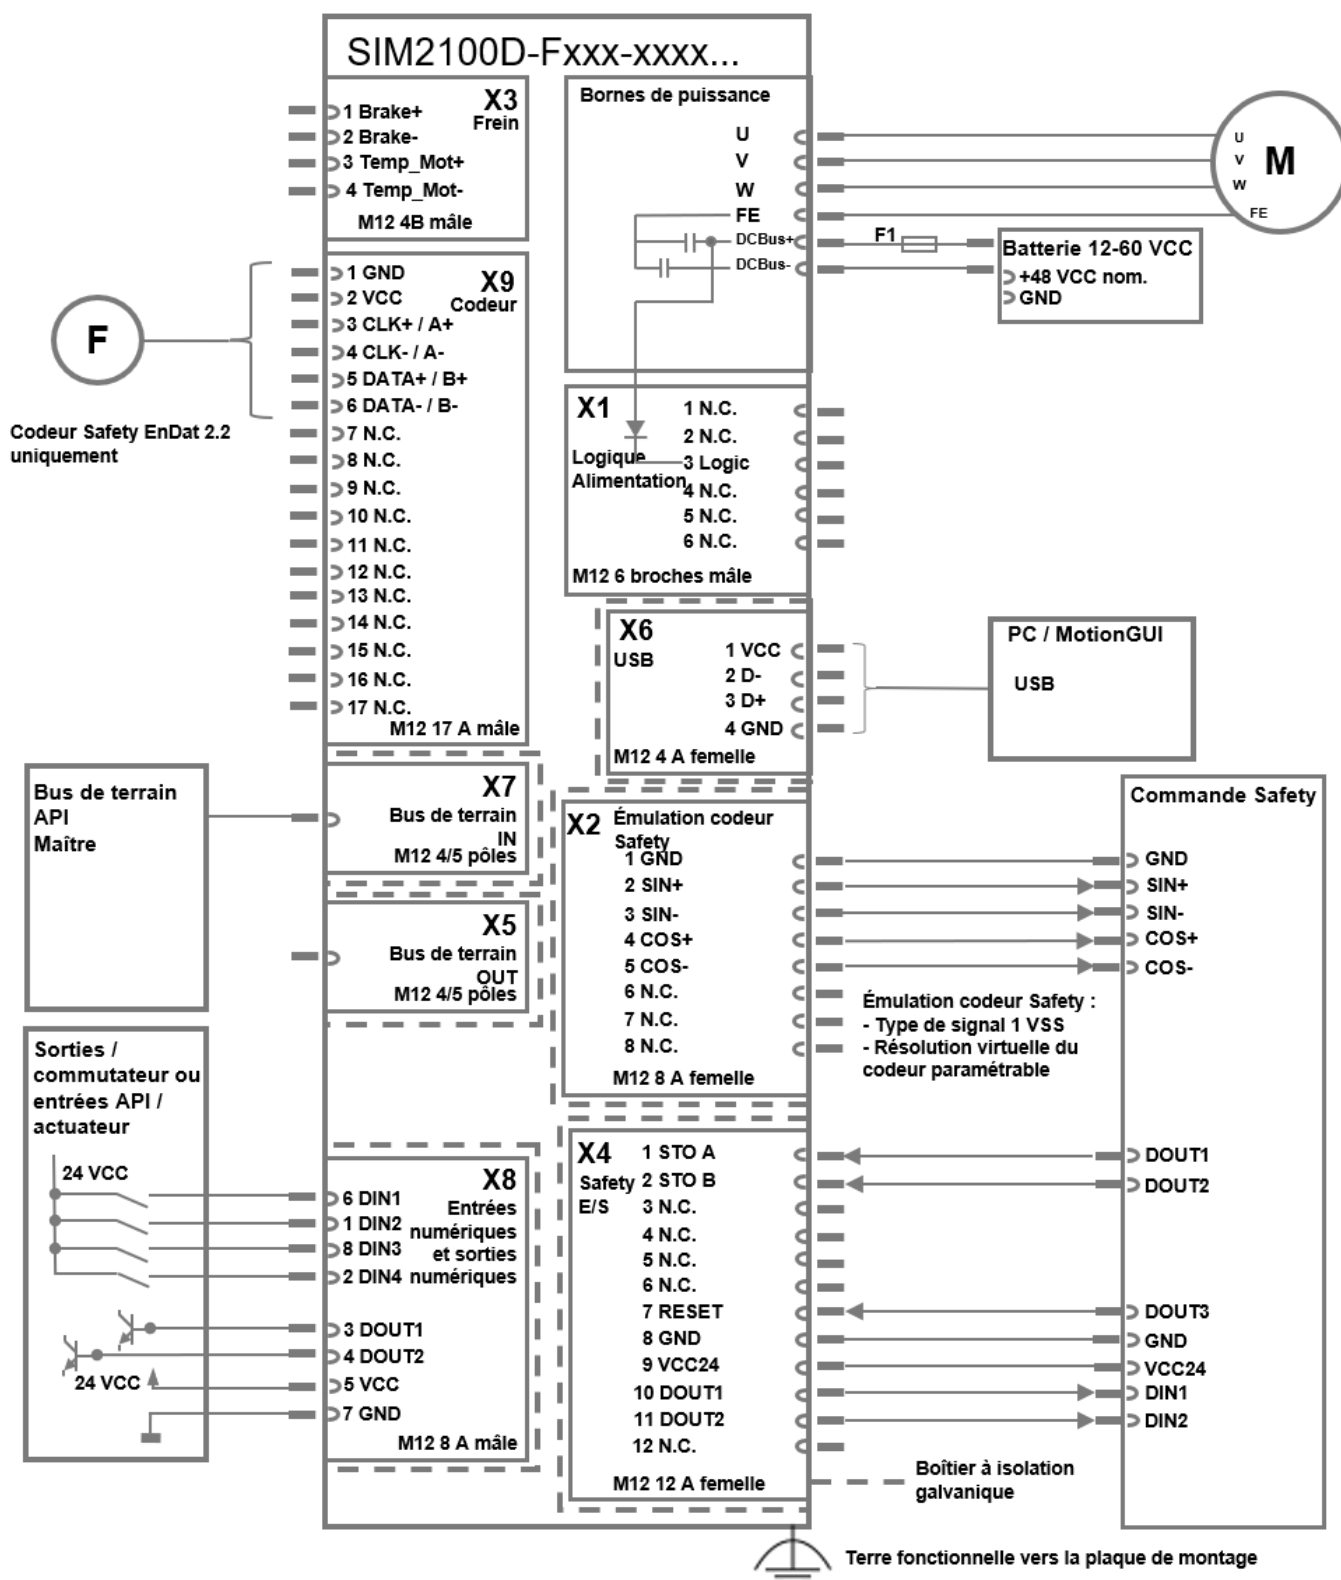 SIM2100D-Fxxx-xxxx...
X3
Frein
1 Brake+
2 Brake-
3 Temp_Mot+
4 Temp_Mot-
M12 4B mâle
Bornes de puissance
U
V
W
FE
DCBus+
DCBus-
U
V
W
FE
M
F1
Batterie 12-60 VCC
+48 VCC nom.
GND
F
Codeur Safety EnDat 2.2
uniquement
X9
Codeur
1 GND
2 VCC
3 CLK+ / A+
4 CLK- / A-
5 DATA+ / B+
6 DATA- / B-
7 N.C.
8 N.C.
9 N.C.
10 N.C.
11 N.C.
12 N.C.
13 N.C.
14 N.C.
15 N.C.
16 N.C.
17 N.C.
M12 17 A mâle
X1
Logique
Alimentation
1 N.C.
2 N.C.
3 Logic
4 N.C.
5 N.C.
6 N.C.
M12 6 broches mâle
X6
USB
1 VCC
2 D-
3 D+
4 GND
M12 4 A femelle
PC / MotionGUI
USB
Bus de terrain
API
Maître
X7
Bus de terrain
IN
M12 4/5 pôles
X5
Bus de terrain
OUT
M12 4/5 pôles
X2
Émulation codeur
Safety
1 GND
2 SIN+
3 SIN-
4 COS+
5 COS-
6 N.C.
7 N.C.
8 N.C.
M12 8 A femelle
Commande Safety
GND
SIN+
SIN-
COS+
COS-
Émulation codeur Safety :
- Type de signal 1 VSS
- Résolution virtuelle du
codeur paramétrable
Sorties /
commutateur ou
entrées API /
actuateur
24 VCC
24 VCC
X8
Entrées
numériques
et sorties
numériques
6 DIN1
1 DIN2
8 DIN3
2 DIN4
3 DOUT1
4 DOUT2
5 VCC
7 GND
M12 8 A mâle
X4
Safety
E/S
1 STO A
2 STO B
3 N.C.
4 N.C.
5 N.C.
6 N.C.
7 RESET
8 GND
9 VCC24
10 DOUT1
11 DOUT2
12 N.C.
M12 12 A femelle
DOUT1
DOUT2
DOUT3
GND
VCC24
DIN1
DIN2
Boîtier à isolation
galvanique
Terre fonctionnelle vers la plaque de montage